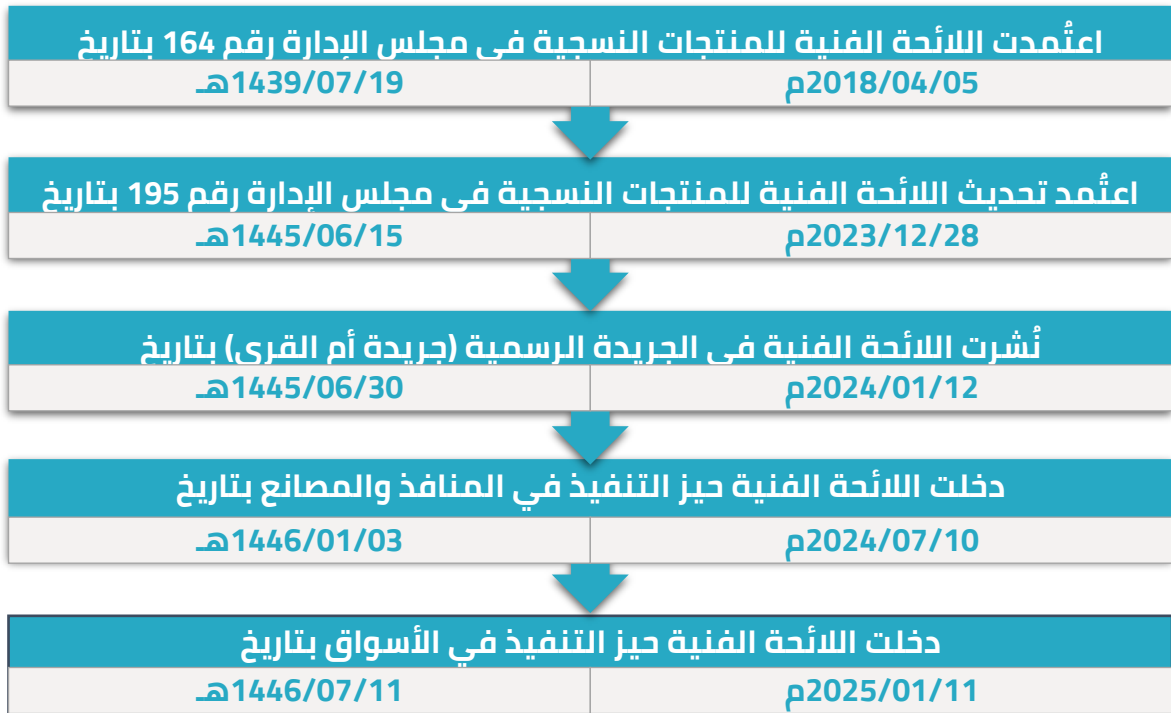 اعتُمدت اللائحة الفنية للمنتجات النسجية في مجلس الإدارة رقم 164 بتاريخ
2018/04/05م
1439/07/19هـ
اعتُمد تحديث اللائحة الفنية للمنتجات النسجية في مجلس الإدارة رقم 195 بتاريخ
2023/12/28م
1445/06/15هـ
نُشرت اللائحة الفنية في الجريدة الرسمية (جريدة أم القرى) بتاريخ
2024/01/12م
1445/06/30هـ
دخلت اللائحة الفنية حيز التنفيذ في المنافذ والمصانع بتاريخ
2024/07/10م
1446/01/03هـ
دخلت اللائحة الفنية حيز التنفيذ في الأسواق بتاريخ
2025/01/11م
1446/07/11هـ